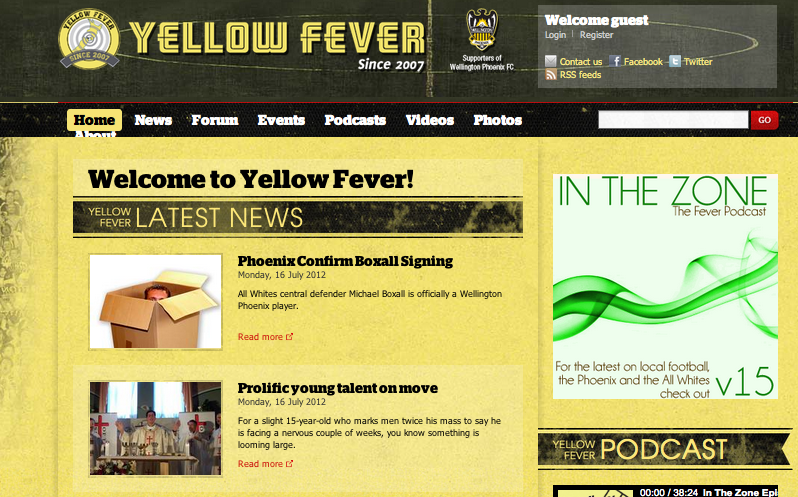 YELLOW FEVER
SINCE 2007
YELLOW FEVER
Since 2007
WELLINGTON
PHOENIX
Supporters of
Wellington Phoenix FC
Welcome guest
Login | Register
Contact us Facebook Twitter
RSS feeds
Home News Forum Events Podcasts Videos Photos
About
GO
Welcome to Yellow Fever!
YELLOW FEVER LATEST NEWS
Phoenix Confirm Boxall Signing
Monday, 16 July 2012
All Whites central defender Michael Boxall is officially a Wellington
Phoenix player.
Read more
Prolific young talent on move
Monday, 16 July 2012
For a slight 15-year-old who marks men twice his mass to say he
is facing a nervous couple of weeks, you know something is
looming large.
Read more
IN THE ZONE
The Fever Podcast
For the latest on local football,
the Phoenix and the All Whites
check out v15
YELLOW FEVER PODCAST
00:00 / 38:24 In The Zone Epi